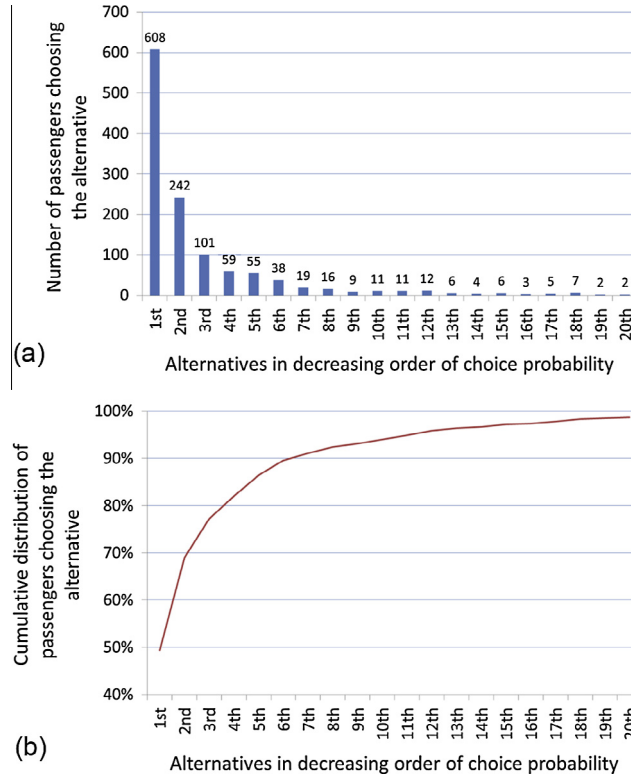 700
600
500
400
300
200
100
0
Number of passengers choosing
the alternative
608
242
101
59
55
38
19
16
9
11
11
12
6
4
6
3
5
7
2
2
1st
2nd
3rd
4th
5th
6th
7th
8th
9th
10th
11th
12th
13th
14th
15th
16th
17th
18th
19th
20th
(a)
Alternatives in decreasing order of choice probability
100%
90%
80%
70%
60%
50%
40%
Cumulative distribution of
passengers choosing the
alternative
1st
2nd
3rd
4th
5th
6th
7th
8th
9th
10th
11th
12th
13th
14th
15th
16th
17th
18th
19th
20th
(b)
Alternatives in decreasing order of choice probability